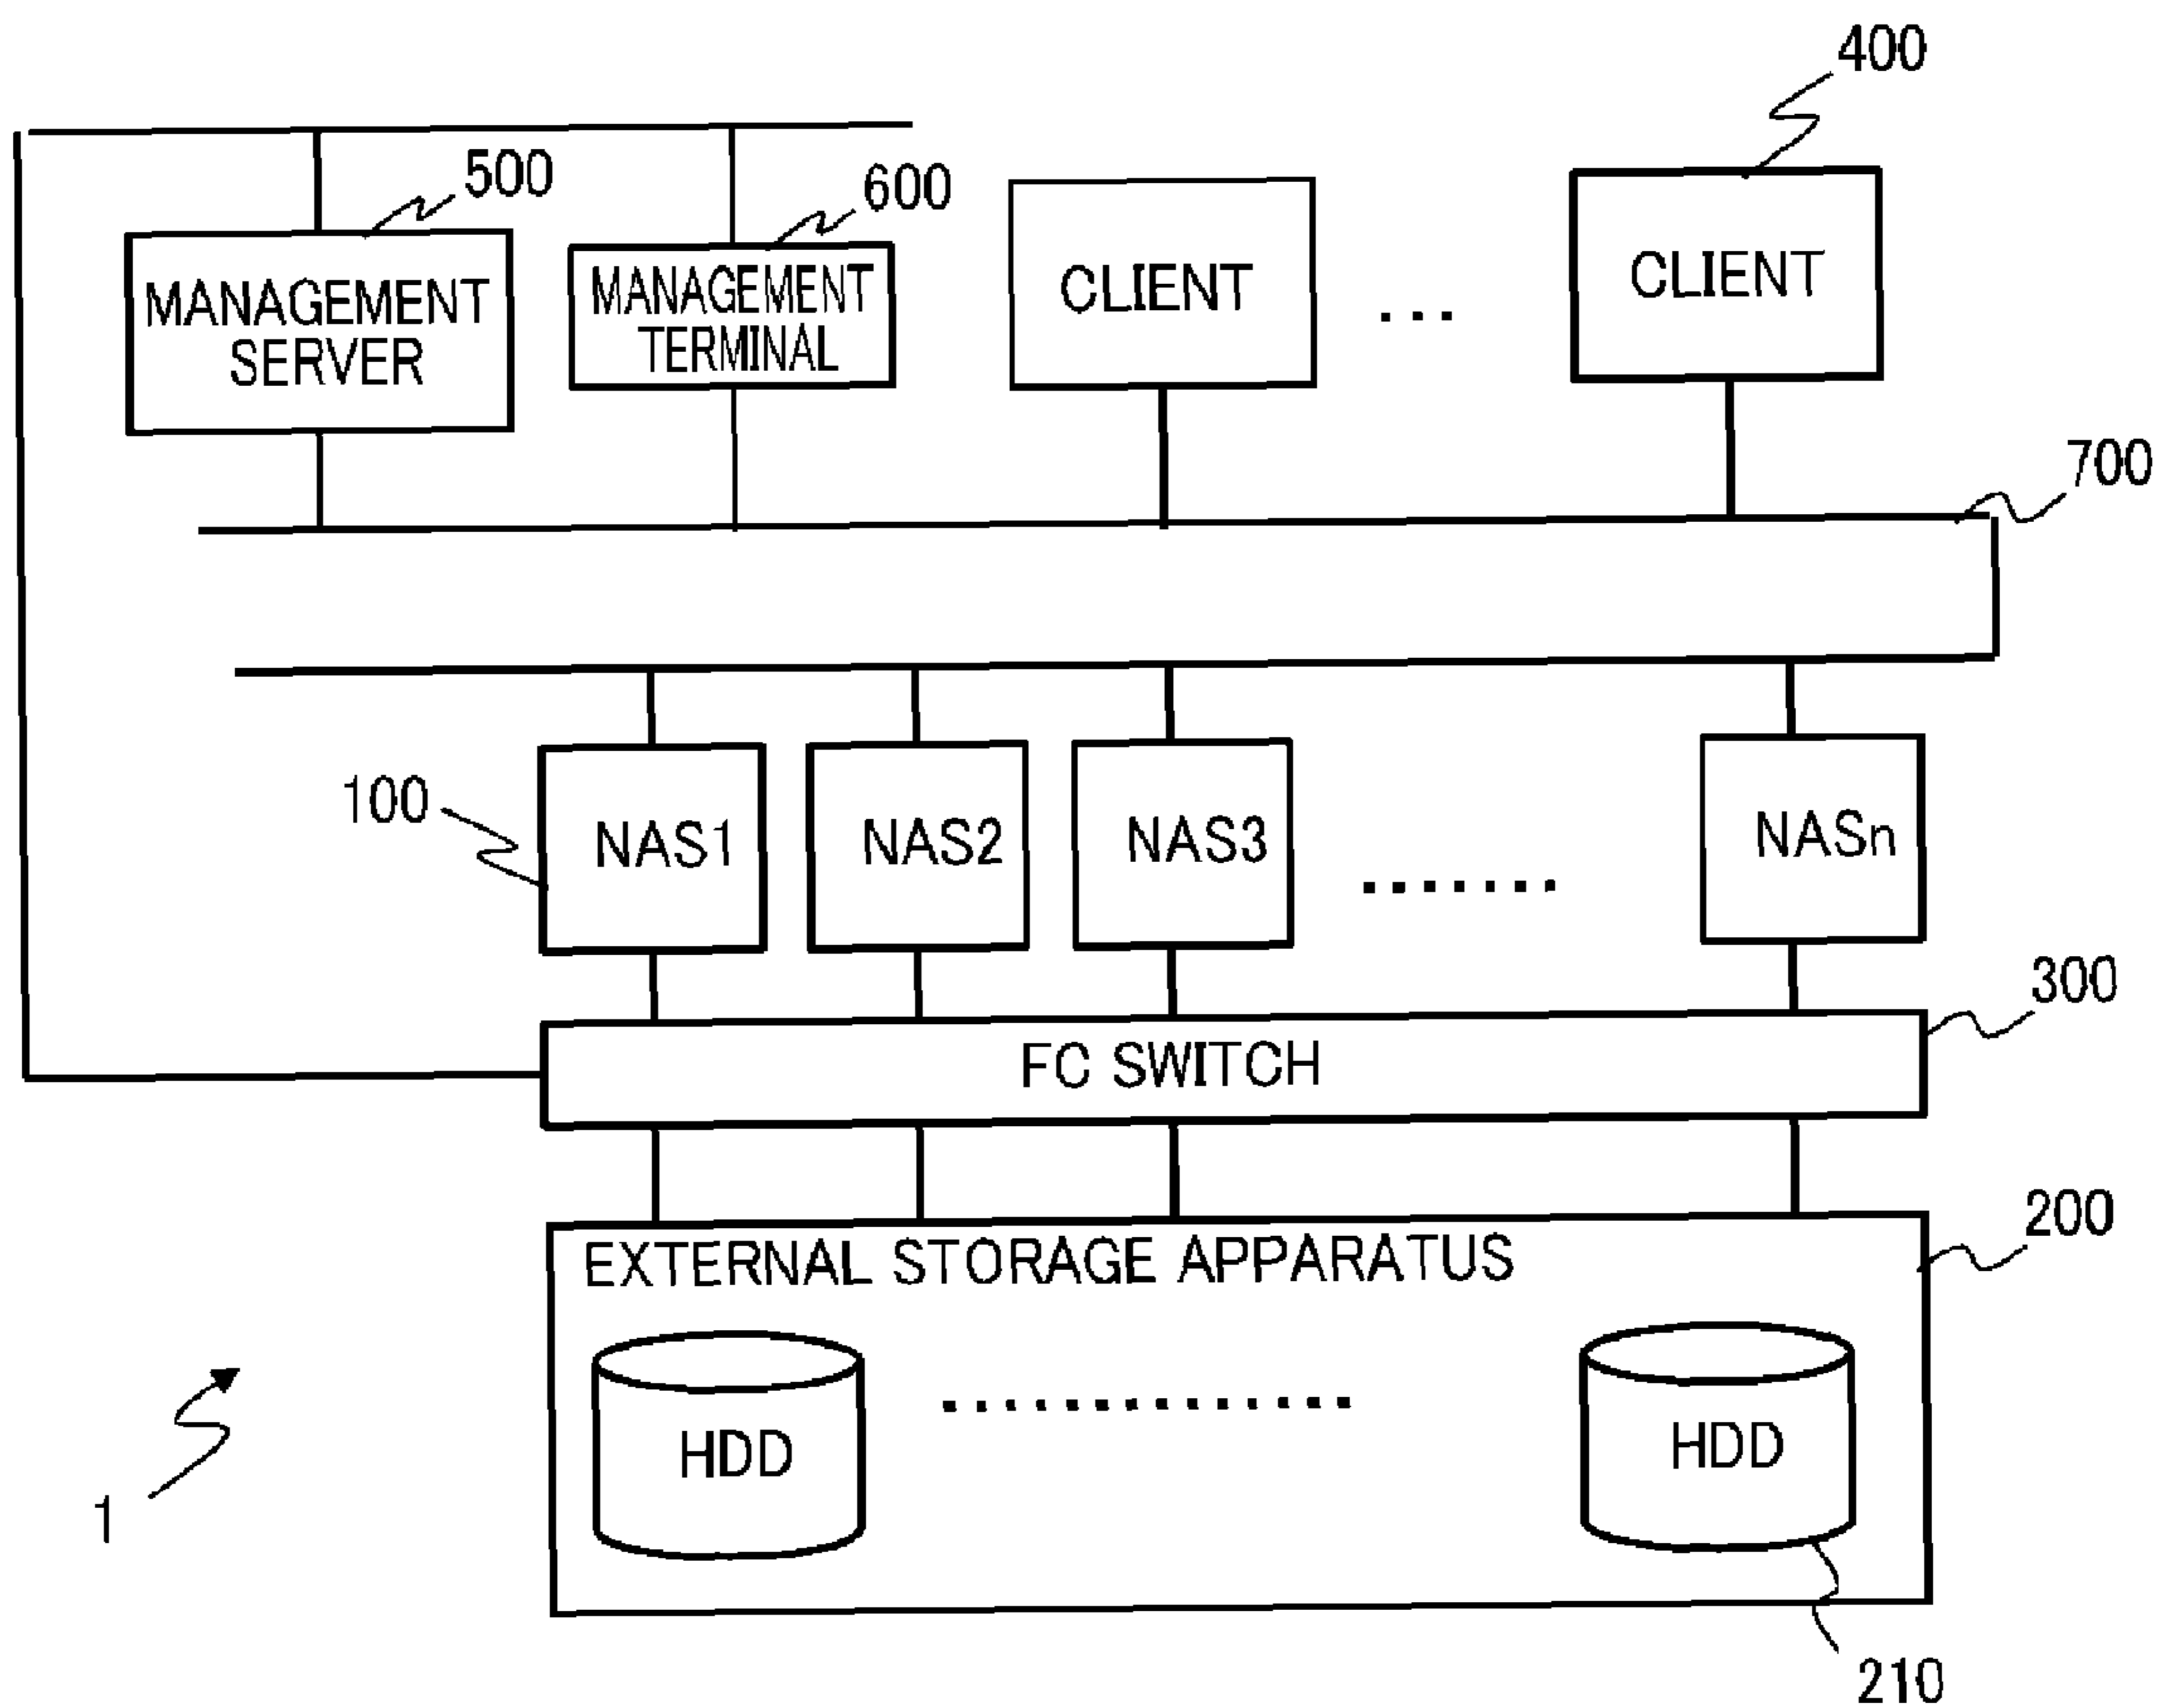 400
500
600
MANAGEMENT
SERVER
MANAGEMENT
TERMINAL
CLIENT
...
CLIENT
700
100
NAS1
NAS2
NAS3
.......
NASn
300
FC SWITCH
200
EXTERNAL STORAGE APPARATUS
HDD
..............
HDD
1
210